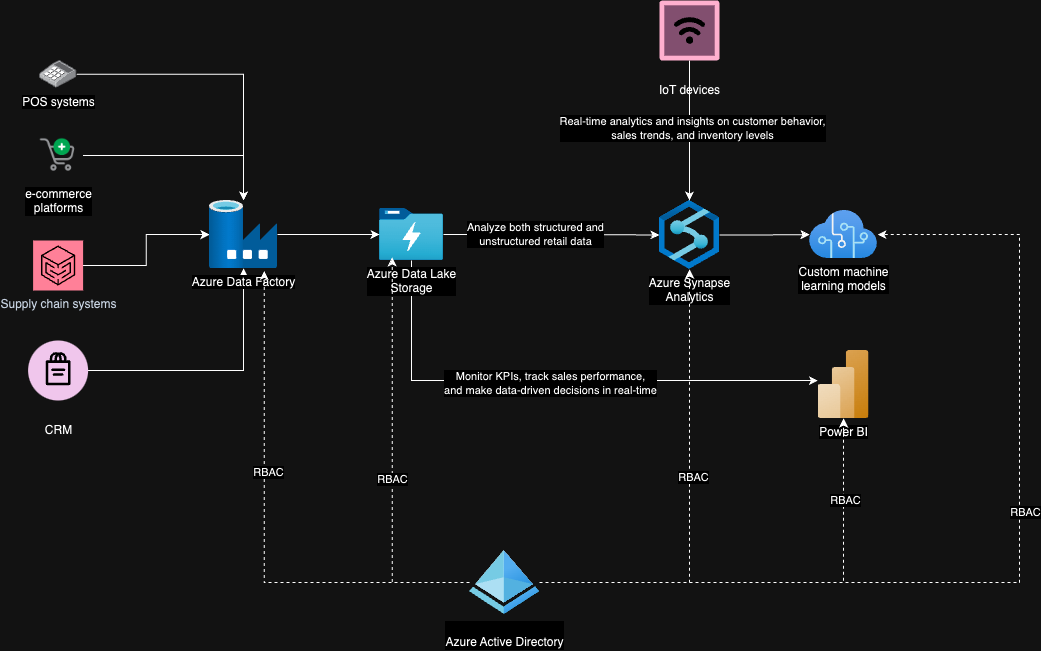 IoT devices
POS systems
Real-time analytics and insights on customer behavior,
sales trends, and inventory levels
e-commerce
platforms
Analyze both structured and
unstructured retail data
Azure Data Factory
Azure Data Lake
Storage
Azure Synapse
Analytics
Custom machine
learning models
Supply chain systems
Monitor KPIs, track sales performance,
and make data-driven decisions in real-time
CRM
Power BI
RBAC
RBAC
RBAC
RBAC
RBAC
Azure Active Directory